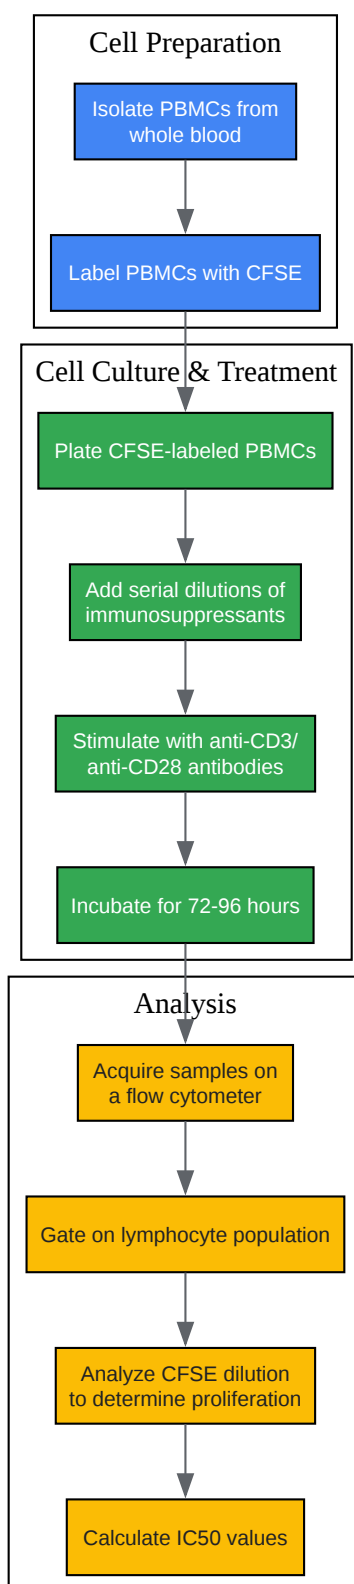 Cell Preparation
Isolate PBMCs from
whole blood
Label PBMCs with CFSE
Cell Culture & Treatment
Plate CFSE-labeled PBMCs
Add serial dilutions of
immunosuppressants
Stimulate with anti-CD3/
anti-CD28 antibodies
Incubate for 72-96 hours
Analysis
Acquire samples on
a flow cytometer
Gate on lymphocyte population
Analyze CFSE dilution
to determine proliferation
Calculate IC50 values